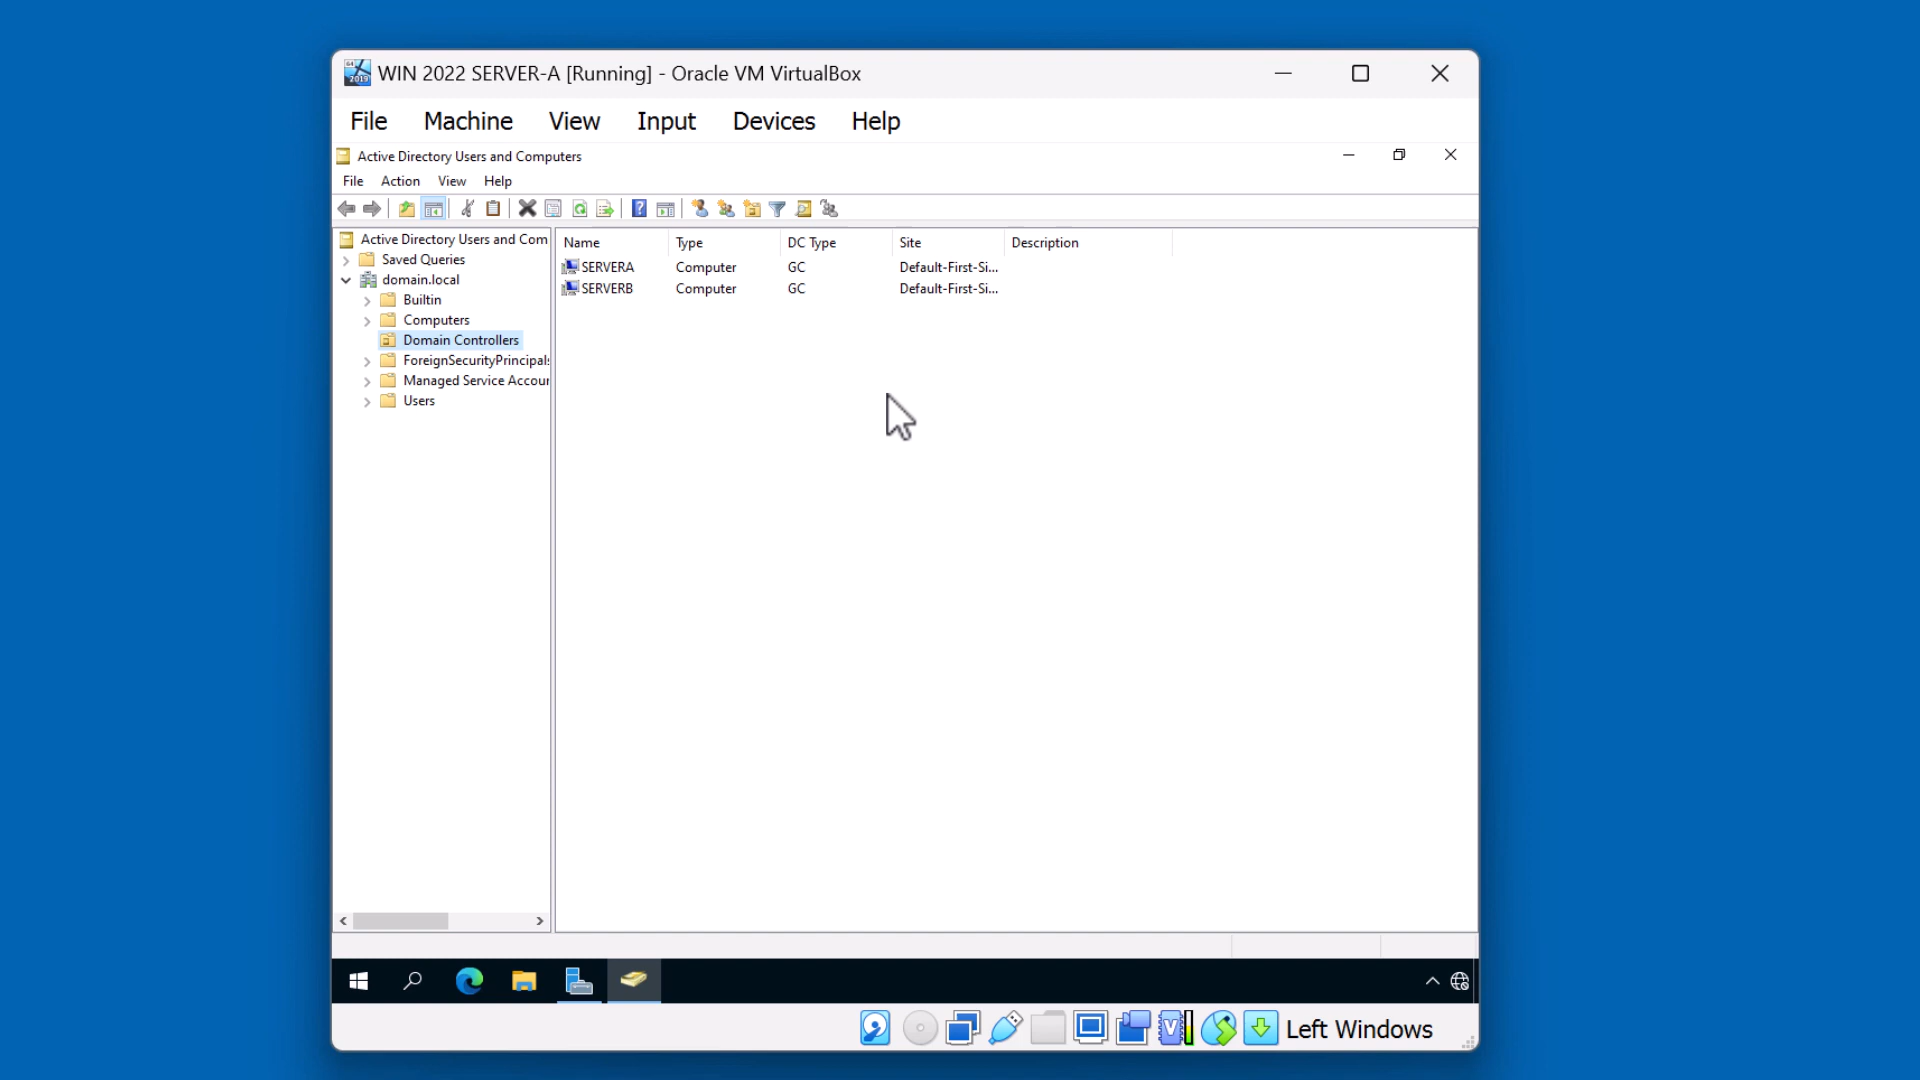 WIN 2022 SERVER-A [Running] - Oracle VM VirtualBox
File Machine View Input Devices Help
Active Directory Users and Computers
File Action View Help
Active Directory Users and Com
Saved Queries
domain.local
Builtin
Computers
Domain Controllers
ForeignSecurityPrincipals
Managed Service Accour
Users
Name Type DC Type Site Description
SERVERA Computer GC Default-First-Si...
SERVERB Computer GC Default-First-Si...
Left Windows